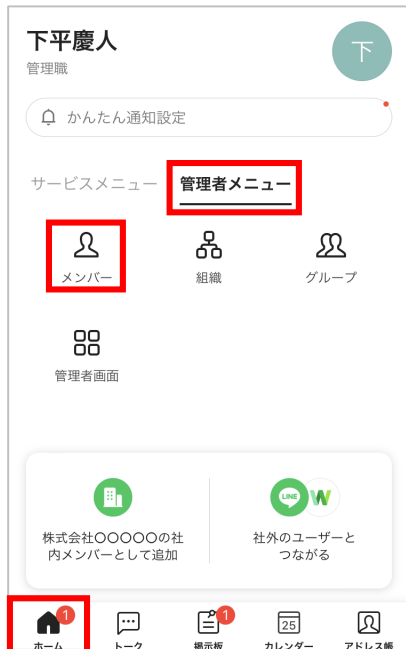 下平慶人
下
管理職
かんたん通知設定
サービスメニュー 管理者メニュー
メンバー 組織 グループ
管理者画面
LINE W
株式会社〇〇〇〇〇の社
内メンバーとして追加
社外のユーザーと
つながる
1 1 25
ホーム トーク 掲示板 カレンダー アドレス帳